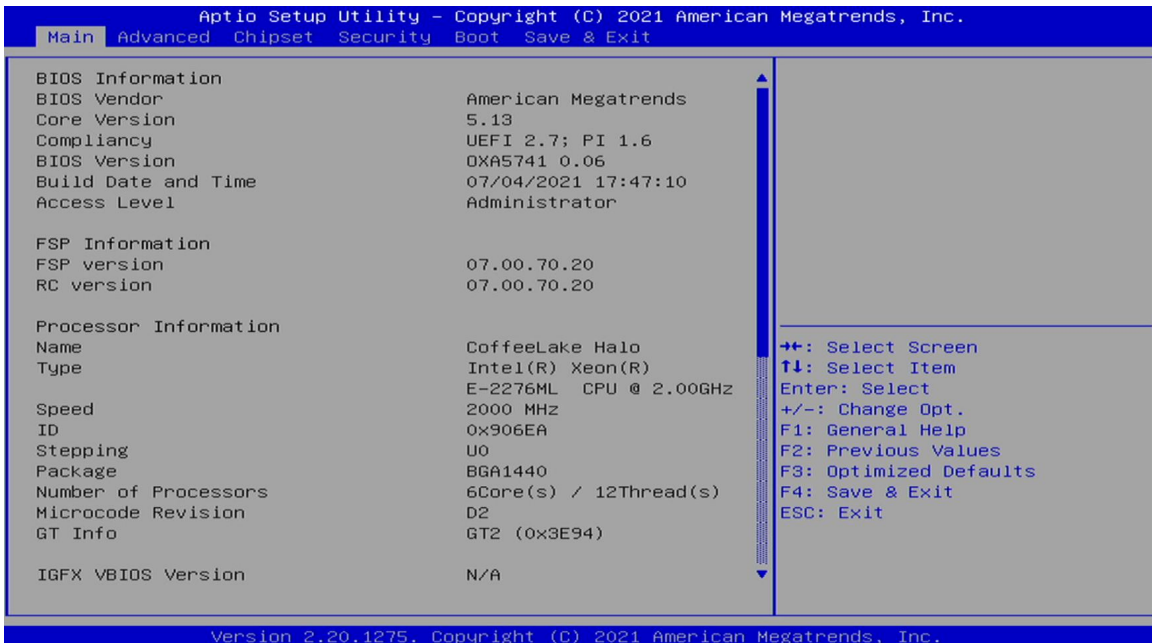 Aptio Setup Utility – Copyright (C) 2021 American Megatrends, Inc.
Main Advanced Chipset Security Boot Save & Exit
BIOS Information
BIOS Vendor American Megatrends
Core Version 5.13
Compliancy UEFI 2.7; PI 1.6
BIOS Version OXA5741 0.06
Build Date and Time 07/04/2021 17:47:10
Access Level Administrator
FSP Information
FSP version 07.00.70.20
RC version 07.00.70.20
Processor Information
Name CoffeeLake Halo
Type Intel(R) Xeon(R)
E-2276ML CPU @ 2.00GHz
Speed 2000 MHz
ID 0x906EA
Stepping U0
Package BGA1440
Number of Processors 6Core(s) / 12Thread(s)
Microcode Revision D2
GT Info GT2 (0x3E94)
IGFX VBIOS Version N/A
→←: Select Screen
↑↓: Select Item
Enter: Select
+/-: Change Opt.
F1: General Help
F2: Previous Values
F3: Optimized Defaults
F4: Save & Exit
ESC: Exit
Version 2.20.1275. Copyright (C) 2021 American Megatrends, Inc.